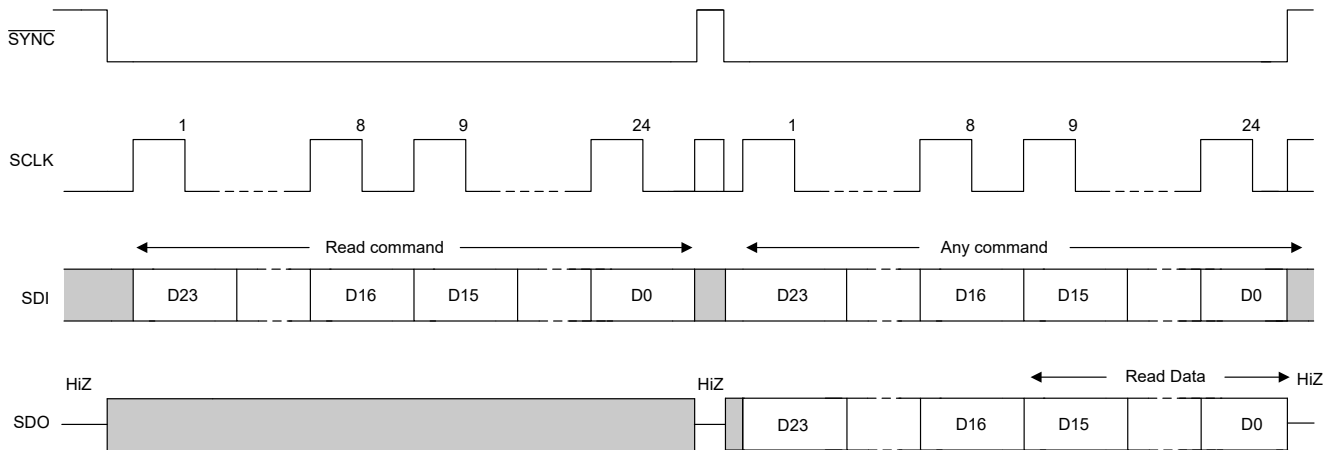 SYNC
1 8 9 24 1 8 9 24
SCLK
Read command Any command
SDI D23 D16 D15 D0 D23 D16 D15 D0
HiZ HiZ Read Data HiZ
SDO D23 D16 D15 D0